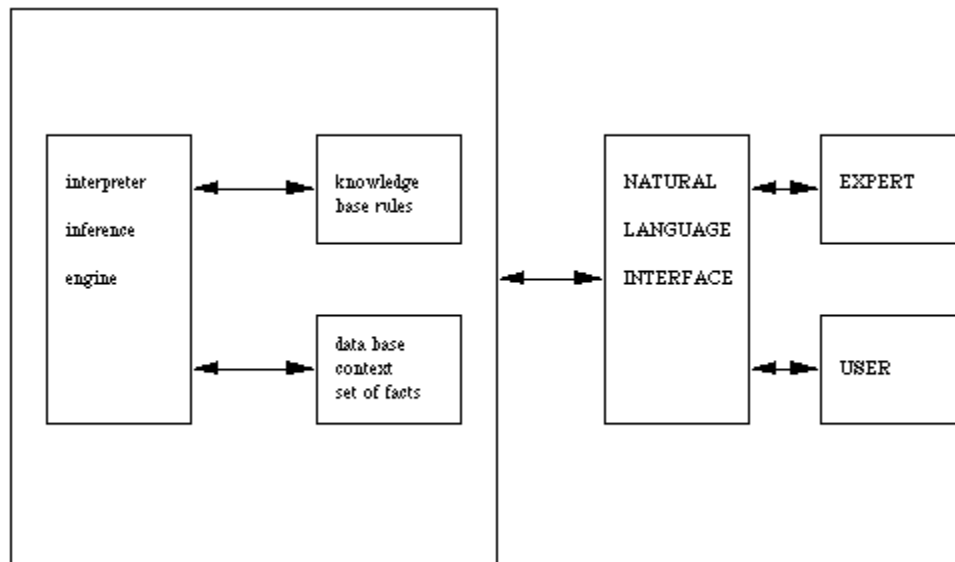 interpreter
inference
engine
knowledge
base rules
data base
context
set of facts
NATURAL
LANGUAGE
INTERFACE
EXPERT
USER